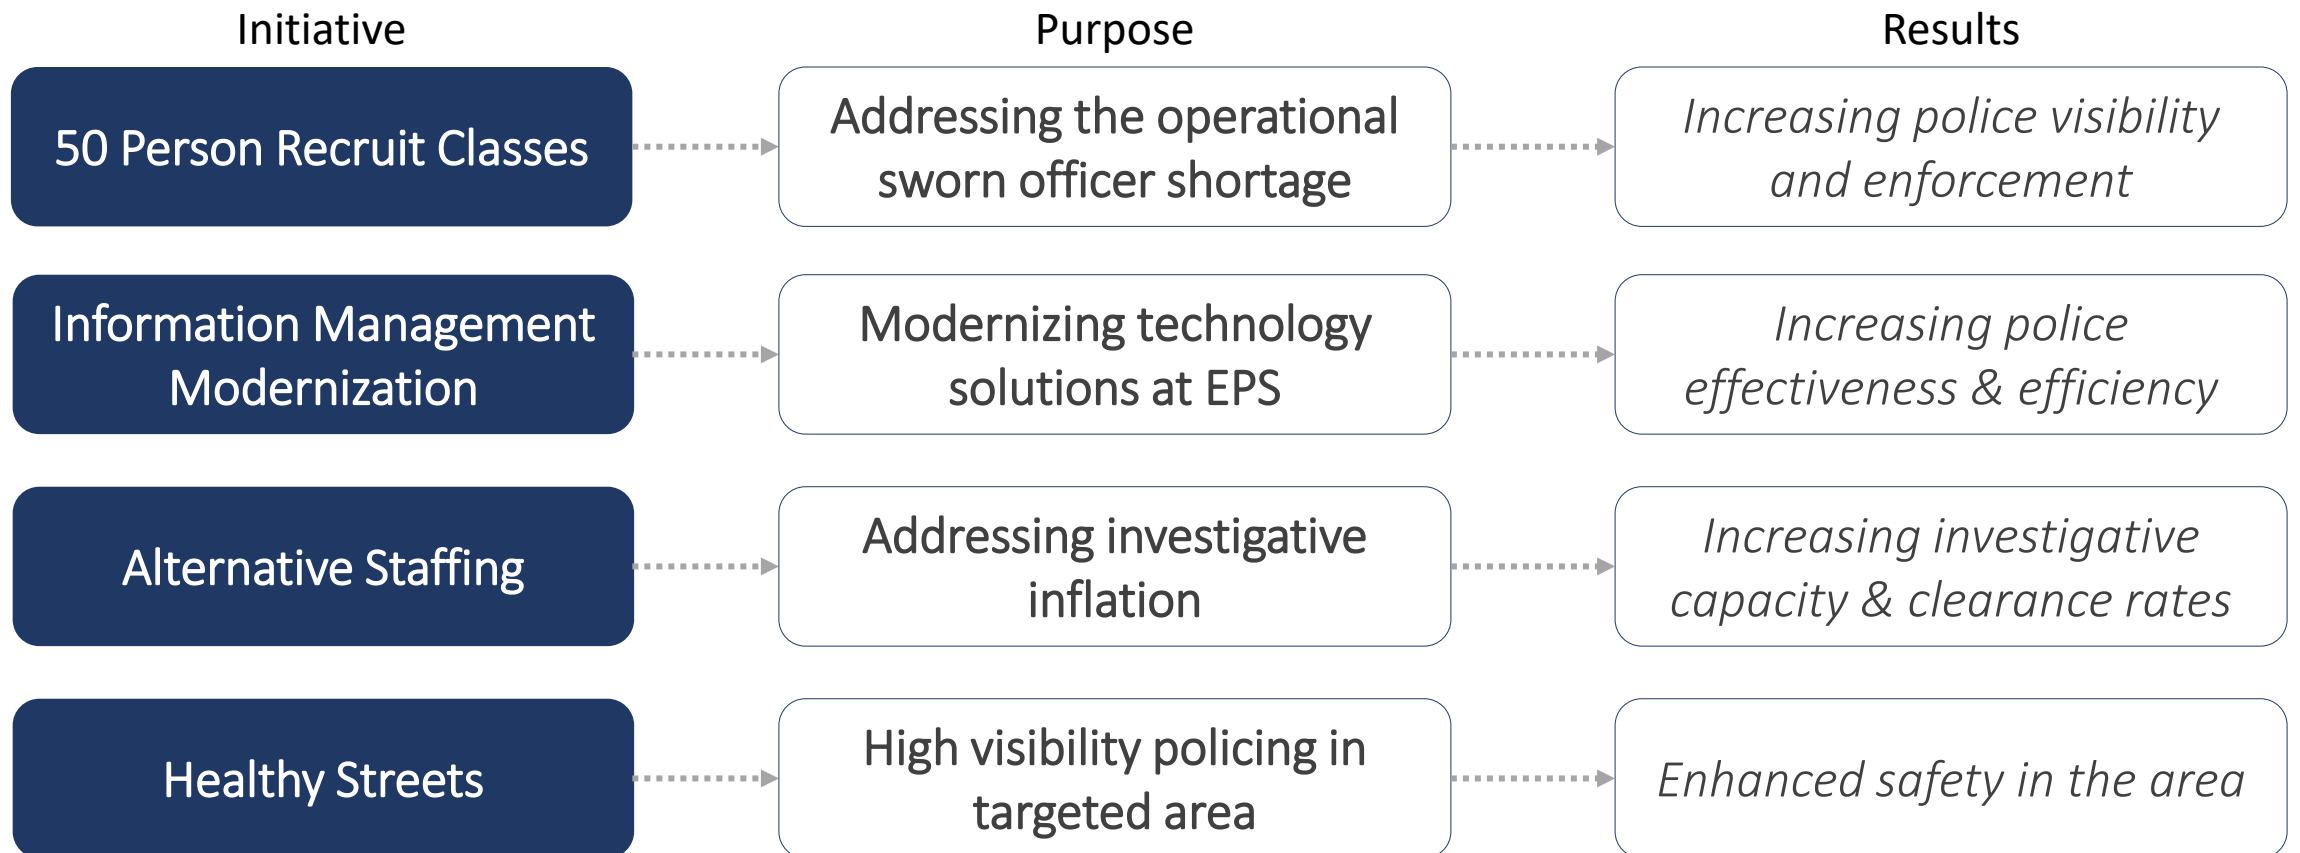 Initiative
Purpose
Results
50 Person Recruit Classes
Addressing the operational
sworn officer shortage
Increasing police visibility
and enforcement
Information Management
Modernization
Modernizing technology
solutions at EPS
Increasing police
effectiveness & efficiency
Alternative Staffing
Addressing investigative
inflation
Increasing investigative
capacity & clearance rates
Healthy Streets
High visibility policing in
targeted area
Enhanced safety in the area